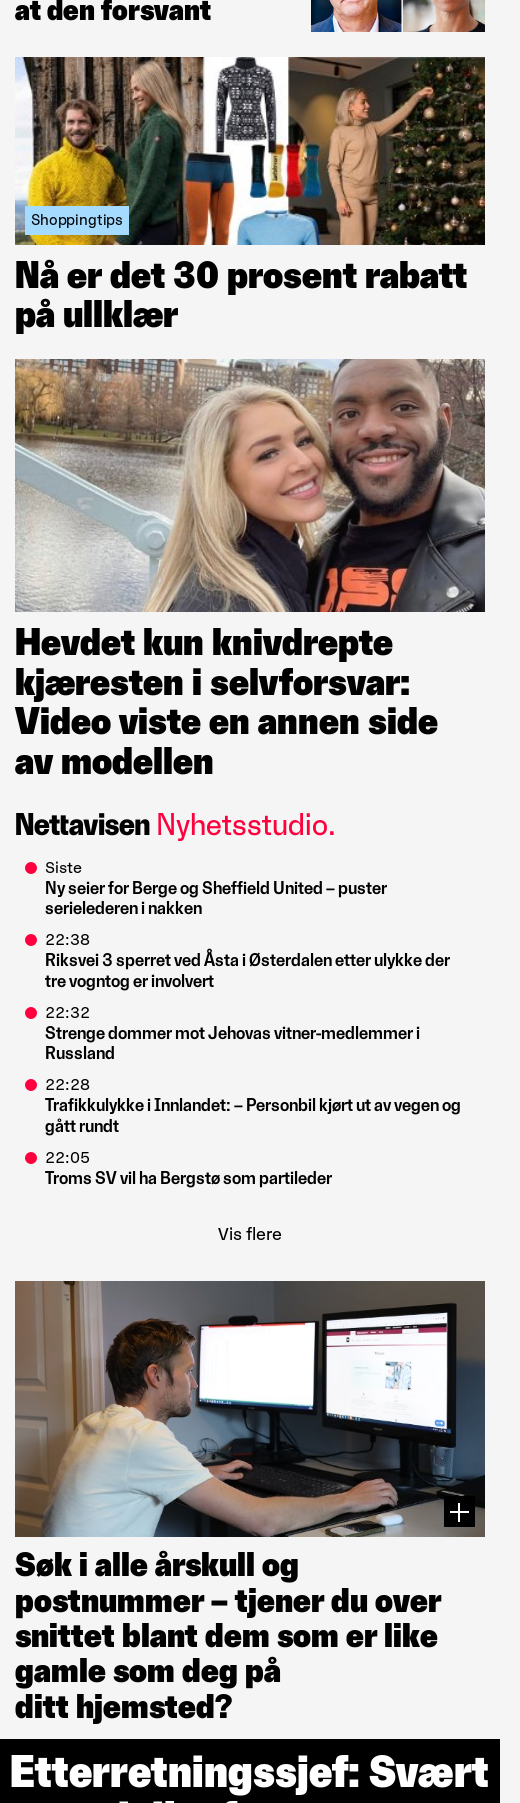 at den forsvant
Shoppingtips
Nå er det 30 prosent rabatt
på ullklær
Hevdet kun knivdrepte
kjæresten i selvforsvar:
Video viste en annen side
av modellen
Nettavisen Nyhetsstudio.
Siste
Ny seier for Berge og Sheffield United – puster
serielederen i nakken
22:38
Riksvei 3 sperret ved Åsta i Østerdalen etter ulykke der
tre vogntog er involvert
22:32
Strenge dommer mot Jehovas vitner-medlemmer i
Russland
22:28
Trafikkulykke i Innlandet: – Personbil kjørt ut av vegen og
gått rundt
22:05
Troms SV vil ha Bergstø som partileder
Vis flere
Søk i alle årskull og
postnummer – tjener du over
snittet blant dem som er like
gamle som deg på
ditt hjemsted?
Etterretningssjef: Svært